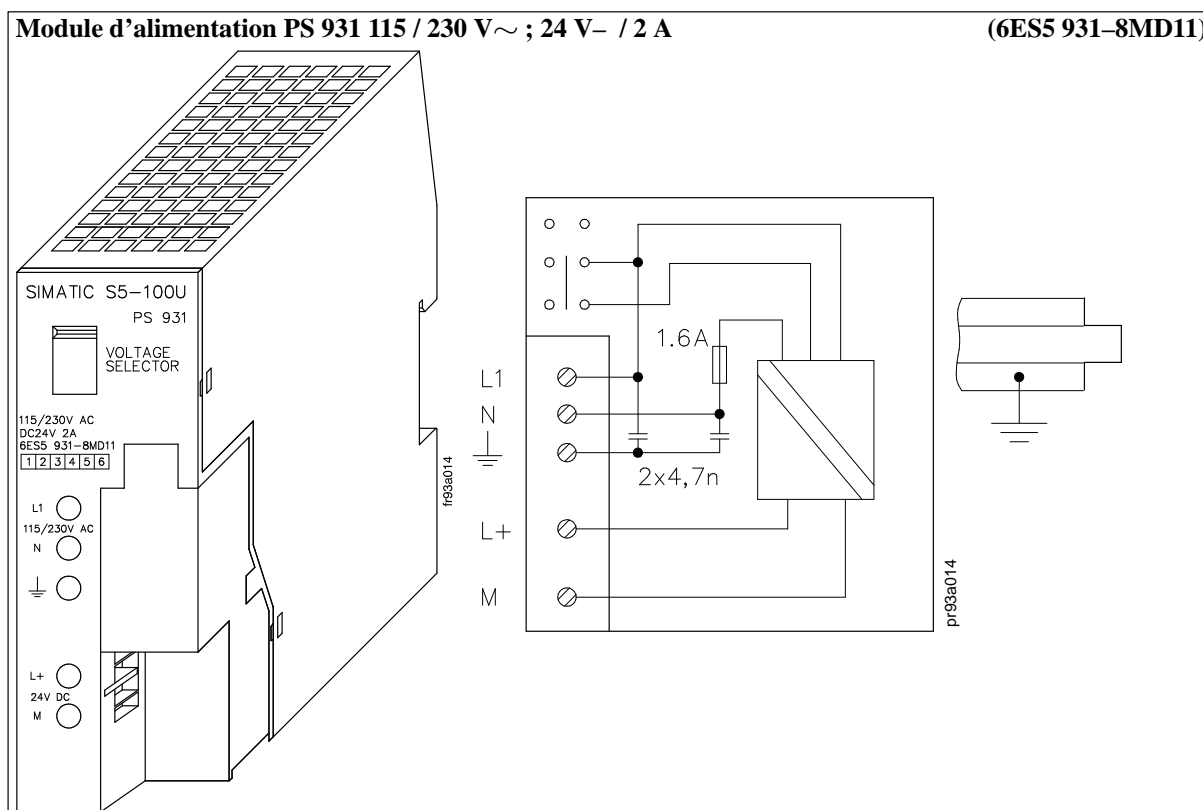 Module d'alimentation PS 931 115 / 230 V∼ ; 24 V– / 2 A (6ES5 931–8MD11)
SIMATIC S5–100U
PS 931
VOLTAGE
SELECTOR
115/230V AC
DC24V 2A
6ES5 931–8MD11
1 2 3 4 5 6
L1
115/230V AC
N
L+
24V DC
M
fr93a014
1.6A
L1
N
2x4,7n
L+
M
pr93a014